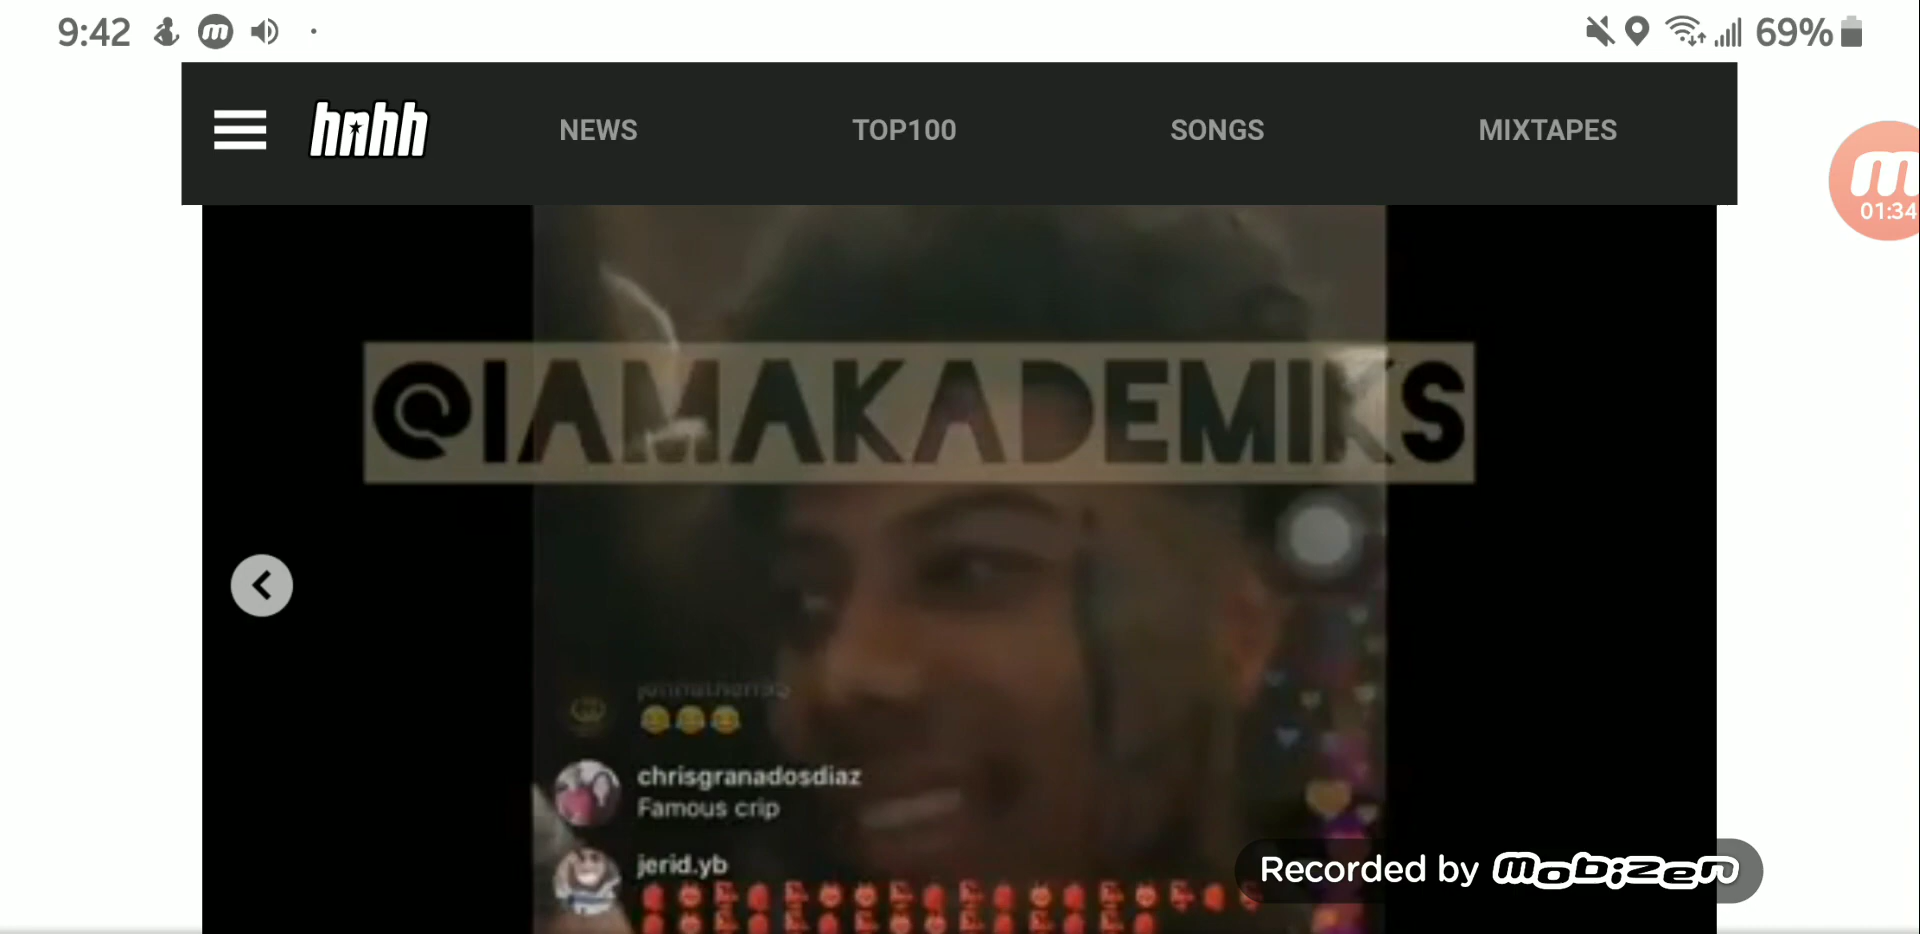 9:42
69%
hnhh
NEWS
TOP100
SONGS
MIXTAPES
m
01:34
@IAMAKADEMIKS
chrisgranadosdiaz
Famous crip
jerid.yb
Recorded by mobizen